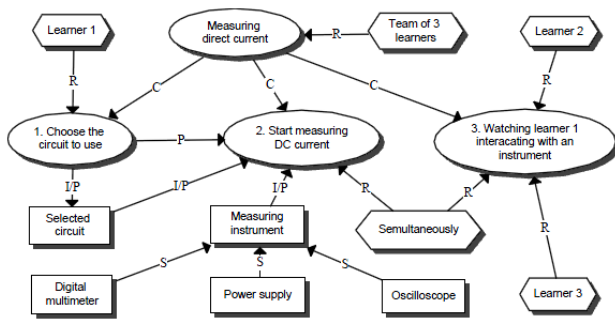 Learner 1
Measuring
direct current
R
Team of 3
learners
Learner 2
R
C
C
C
R
1. Choose the
circuit to use
P
2. Start measuring
DC current
3. Watching learner 1
interacating with an
instrument
I/P
I/P
I/P
R
R
R
Selected
circuit
Measuring
instrument
Semultaneously
S
S
S
Digital
multimeter
Power supply
Oscilloscope
Learner 3